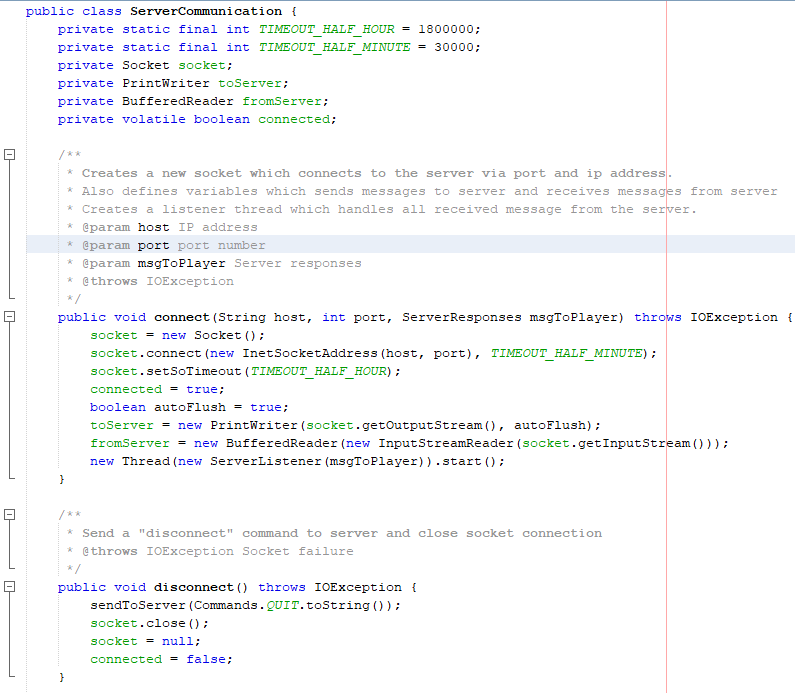 public class ServerCommunication {
    private static final int TIMEOUT_HALF_HOUR = 1800000;
    private static final int TIMEOUT_HALF_MINUTE = 30000;
    private Socket socket;
    private PrintWriter toServer;
    private BufferedReader fromServer;
    private volatile boolean connected;

    /**
     * Creates a new socket which connects to the server via port and ip address.
     * Also defines variables which sends messages to server and receives messages from server
     * Creates a listener thread which handles all received message from the server.
     * @param host IP address
     * @param port port number
     * @param msgToPlayer Server responses
     * @throws IOException
     */
    public void connect(String host, int port, ServerResponses msgToPlayer) throws IOException {
        socket = new Socket();
        socket.connect(new InetSocketAddress(host, port), TIMEOUT_HALF_MINUTE);
        socket.setSoTimeout(TIMEOUT_HALF_HOUR);
        connected = true;
        boolean autoFlush = true;
        toServer = new PrintWriter(socket.getOutputStream(), autoFlush);
        fromServer = new BufferedReader(new InputStreamReader(socket.getInputStream()));
        new Thread(new ServerListener(msgToPlayer)).start();
    }

    /**
     * Send a "disconnect" command to server and close socket connection
     * @throws IOException Socket failure
     */
    public void disconnect() throws IOException {
        sendToServer(Commands.QUIT.toString());
        socket.close();
        socket = null;
        connected = false;
    }